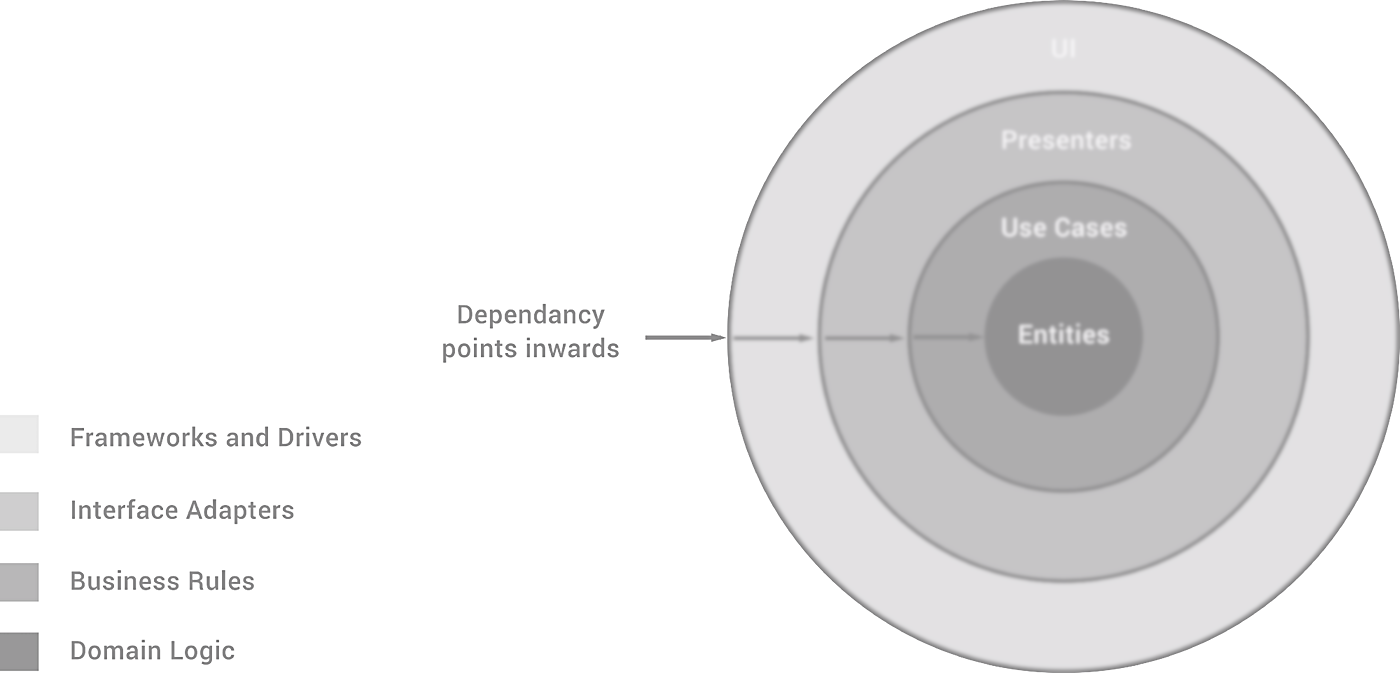 UI
Presenters
Use Cases
Entities
Dependancy
points inwards
Frameworks and Drivers
Interface Adapters
Business Rules
Domain Logic